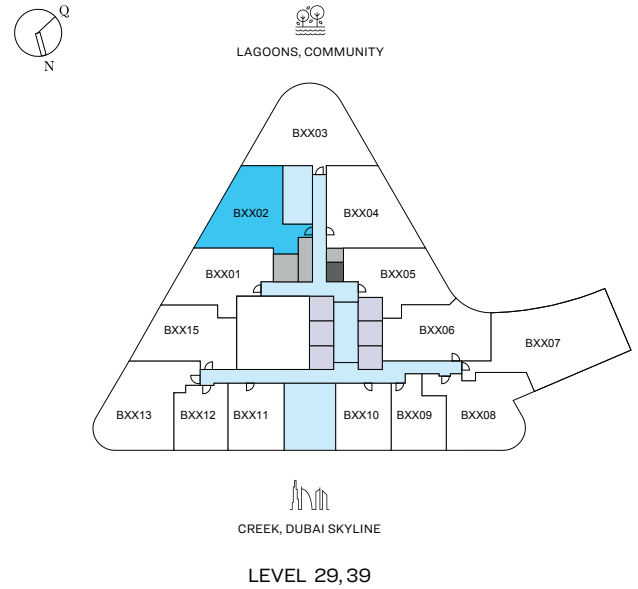 Q
N
LAGOONS, COMMUNITY
BXX03
BXX02
BXX04
BXX01
BXX05
BXX15
BXX06
BXX07
BXX13
BXX12
BXX11
BXX10
BXX09
BXX08
CREEK, DUBAI SKYLINE
LEVEL 29, 39